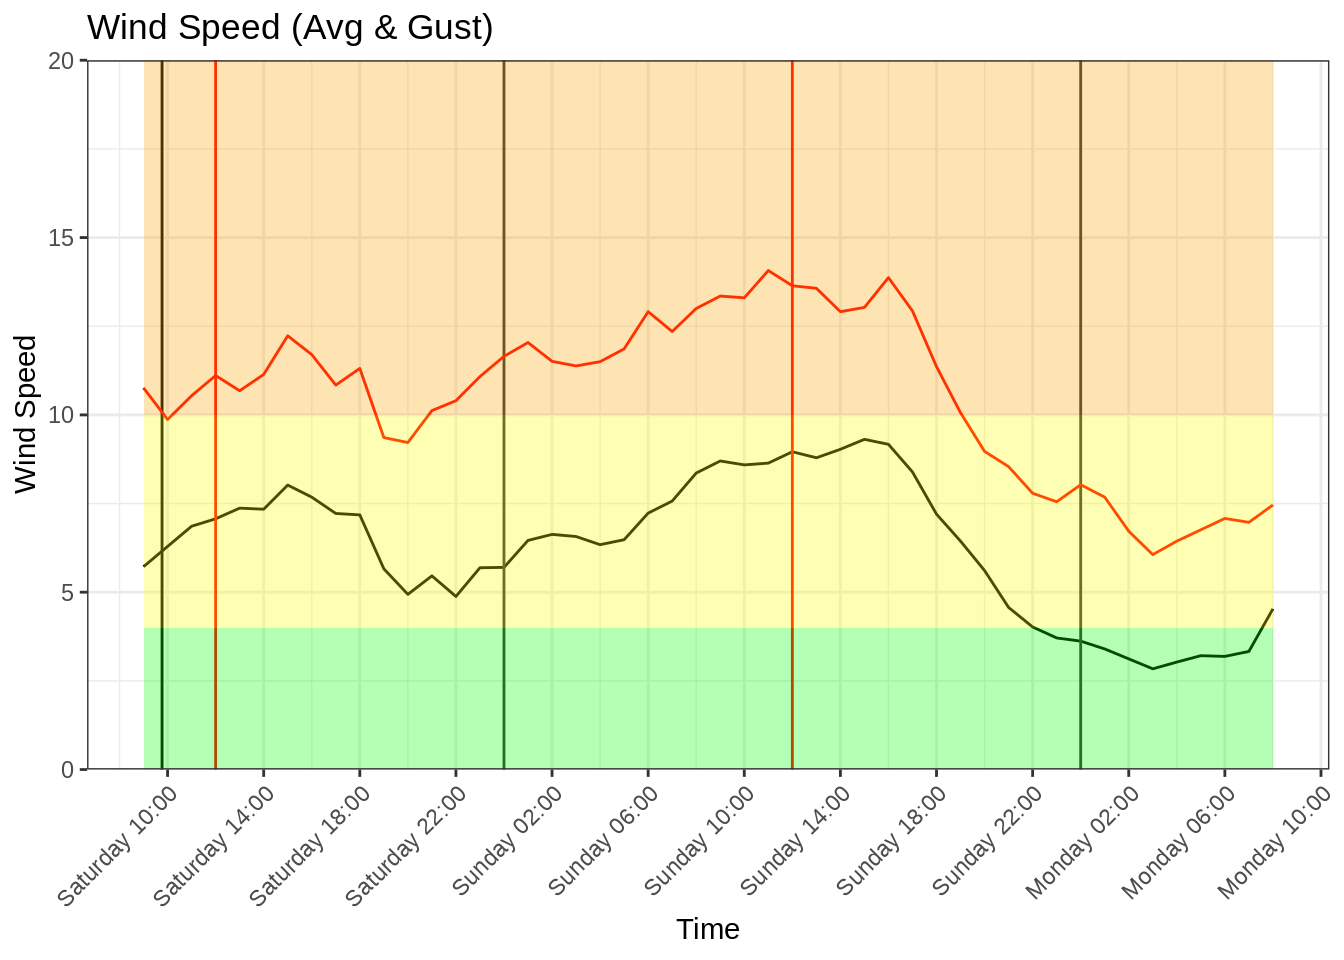 Wind Speed (Avg & Gust)
20
15
10
5
0
Wind Speed
Saturday 10:00
Saturday 14:00
Saturday 18:00
Saturday 22:00
Sunday 02:00
Sunday 06:00
Sunday 10:00
Sunday 14:00
Sunday 18:00
Sunday 22:00
Monday 02:00
Monday 06:00
Monday 10:00
Time